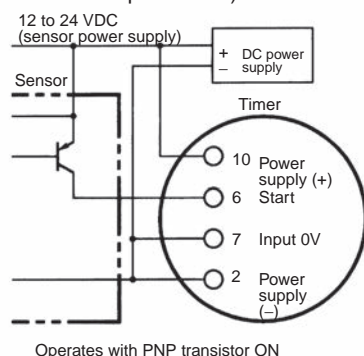 12 to 24 VDC
(sensor power supply)
+ DC power
− supply
Sensor
Timer
10 Power
supply (+)
6 Start
7 Input 0V
2 Power
supply
(−)
Operates with PNP transistor ON